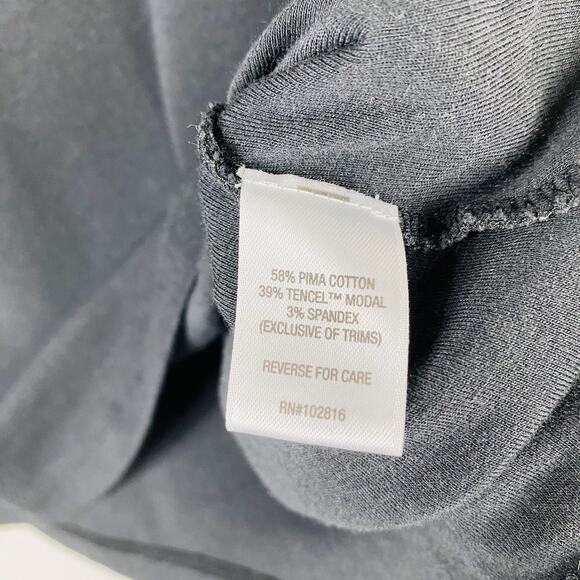 58% PIMA COTTON
39% TENCEL™ MODAL
3% SPANDEX
(EXCLUSIVE OF TRIMS)
REVERSE FOR CARE
RN#102816